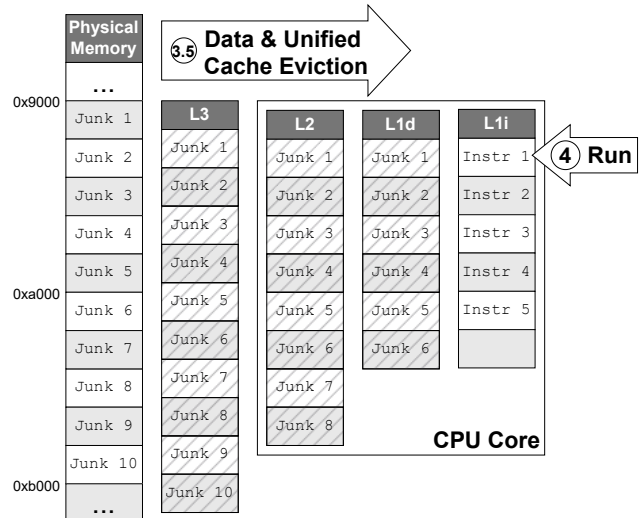 Physical
Memory
...
0x9000
Junk 1
Junk 2
Junk 3
Junk 4
Junk 5
0xa000
Junk 6
Junk 7
Junk 8
Junk 9
Junk 10
0xb000
...
3.5 Data & Unified
Cache Eviction
L3
Junk 1
Junk 2
Junk 3
Junk 4
Junk 5
Junk 6
Junk 7
Junk 8
Junk 9
Junk 10
L2
Junk 1
Junk 2
Junk 3
Junk 4
Junk 5
Junk 6
Junk 7
Junk 8
L1d
Junk 1
Junk 2
Junk 3
Junk 4
Junk 5
Junk 6
L1i
Instr 1
Instr 2
Instr 3
Instr 4
Instr 5
4 Run
CPU Core